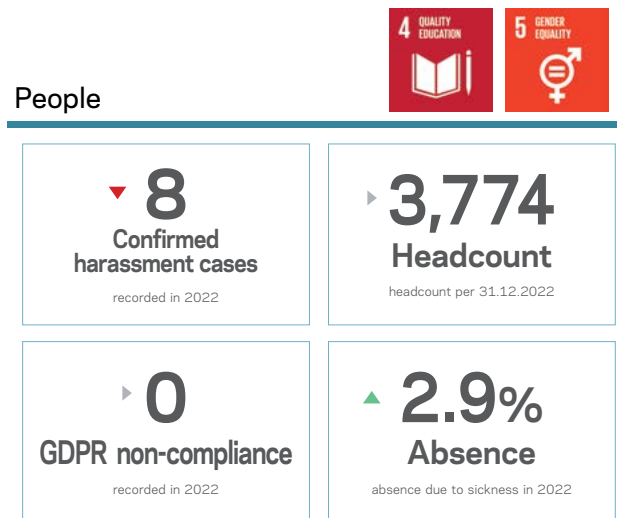 4 QUALITY
EDUCATION
5 GENDER
EQUALITY
People
8
Confirmed
harassment cases
recorded in 2022
3,774
Headcount
headcount per 31.12.2022
0
GDPR non-compliance
recorded in 2022
2.9%
Absence
absence due to sickness in 2022